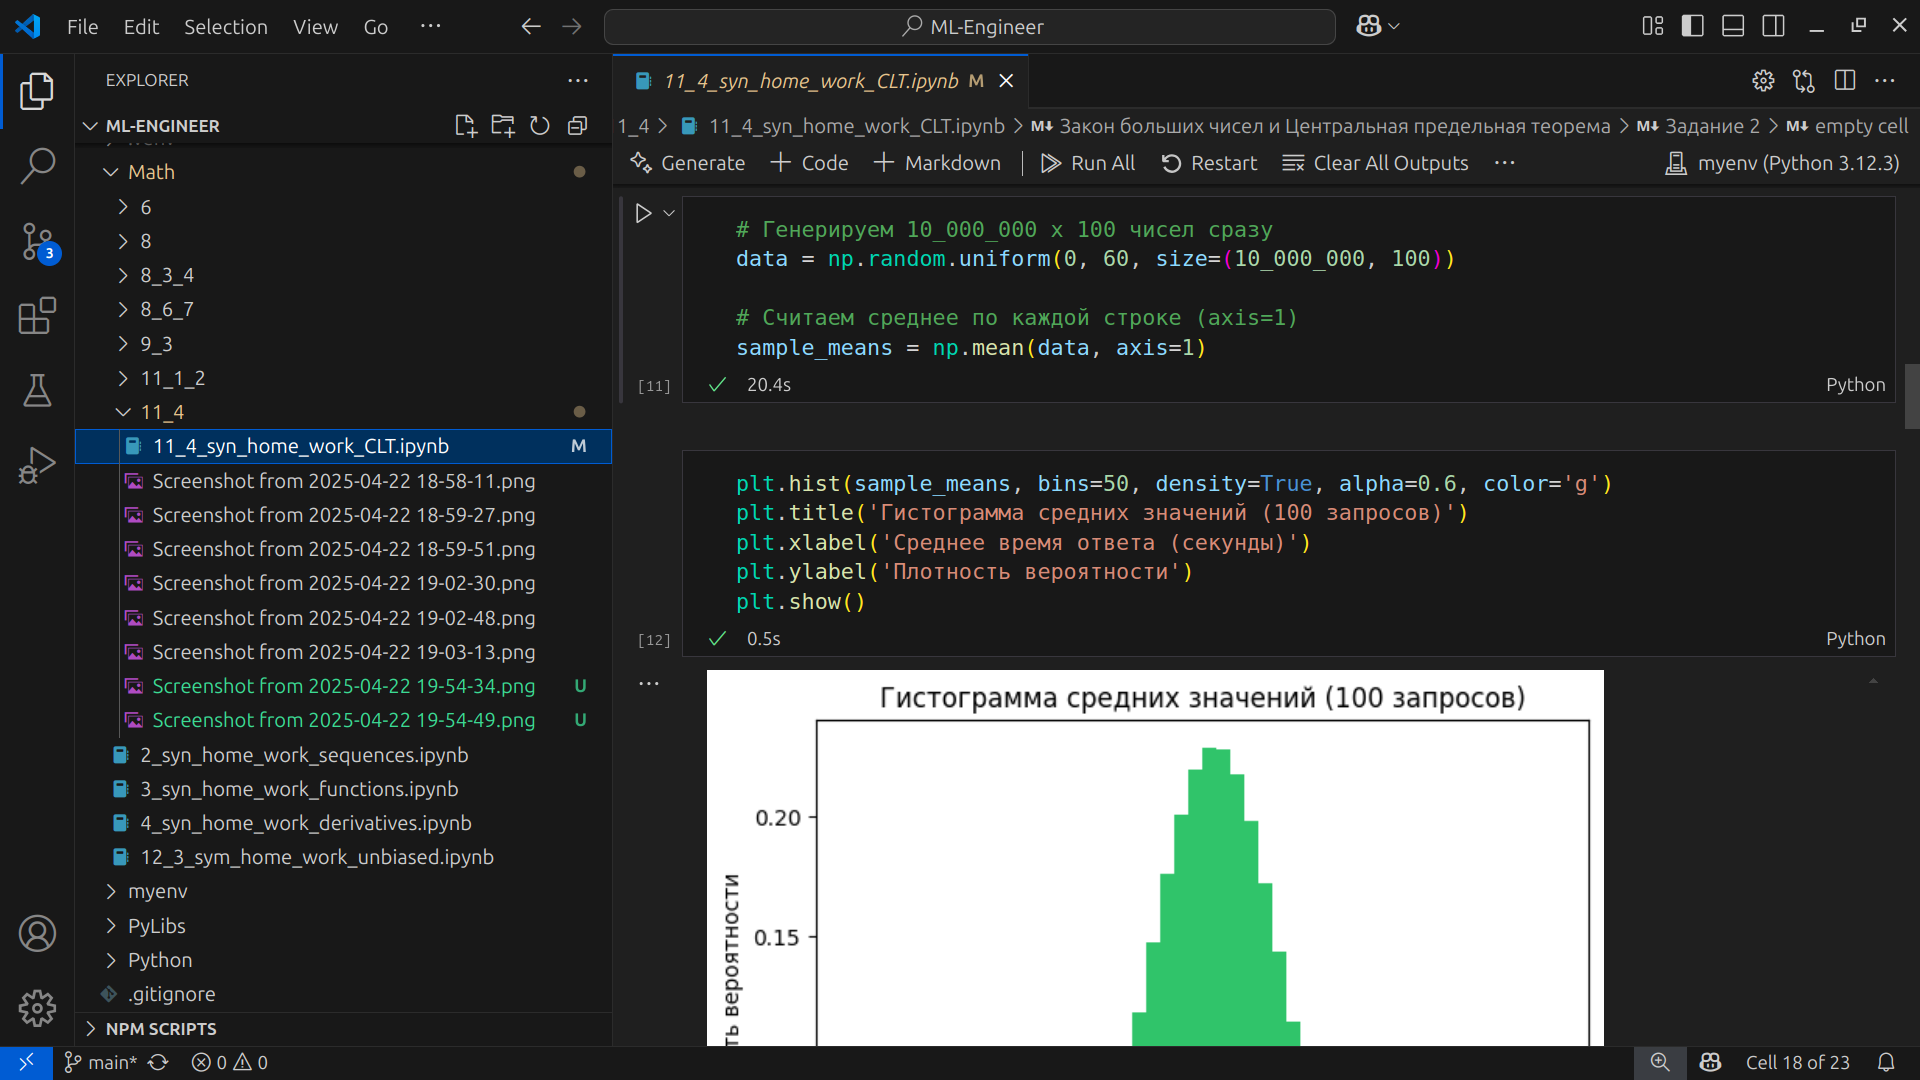 File Edit Selection View Go ··· ML-Engineer
EXPLORER
ML-ENGINEER
Math
6
8
8_3_4
8_6_7
9_3
11_1_2
11_4
11_4_syn_home_work_CLT.ipynb M
Screenshot from 2025-04-22 18-58-11.png
Screenshot from 2025-04-22 18-59-27.png
Screenshot from 2025-04-22 18-59-51.png
Screenshot from 2025-04-22 19-02-30.png
Screenshot from 2025-04-22 19-02-48.png
Screenshot from 2025-04-22 19-03-13.png
Screenshot from 2025-04-22 19-54-34.png U
Screenshot from 2025-04-22 19-54-49.png U
2_syn_home_work_sequences.ipynb
3_syn_home_work_functions.ipynb
4_syn_home_work_derivatives.ipynb
12_3_sym_home_work_unbiased.ipynb
myenv
PyLibs
Python
.gitignore
NPM SCRIPTS
3
11_4_syn_home_work_CLT.ipynb M
1_4 > 11_4_syn_home_work_CLT.ipynb > Закон больших чисел и Центральная предельная теорема > Задание 2 > empty cell
Generate + Code + Markdown | Run All Restart Clear All Outputs ··· myenv (Python 3.12.3)
# Генерируем 10_000_000 x 100 чисел сразу
data = np.random.uniform(0, 60, size=(10_000_000, 100))
# Считаем среднее по каждой строке (axis=1)
sample_means = np.mean(data, axis=1)
[11] 20.4s Python
plt.hist(sample_means, bins=50, density=True, alpha=0.6, color='g')
plt.title('Гистограмма средних значений (100 запросов)')
plt.xlabel('Среднее время ответа (секунды)')
plt.ylabel('Плотность вероятности')
plt.show()
[12] 0.5s Python
Гистограмма средних значений (100 запросов)
0.20
0.15
ть вероятности
main* 0 0 Cell 18 of 23